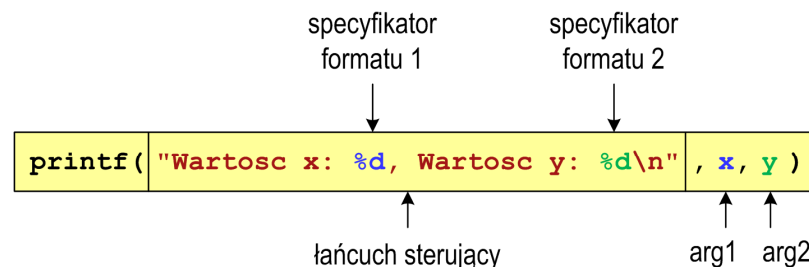 specyfikator
formatu 1
specyfikator
formatu 2
printf("Wartosc x: %d, Wartosc y: %d\n", x, y)
łańcuch sterujący
arg1
arg2